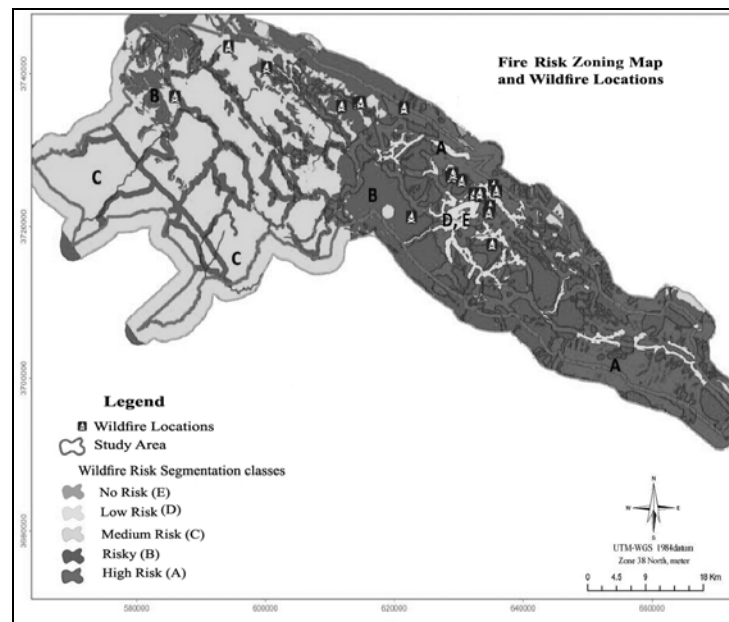 Fire Risk Zoning Map
and Wildfire Locations
3740000
3720000
3700000
3680000
B
C
C
A
B
D, E
A
Legend
Wildfire Locations
Study Area
Wildfire Risk Segmentation classes
No Risk (E)
Low Risk (D)
Medium Risk (C)
Risky (B)
High Risk (A)
N
W E
S
UTM-WGS 1984datum
Zone 38 North, meter
0 4.5 9 18 Km
580000 600000 620000 640000 660000